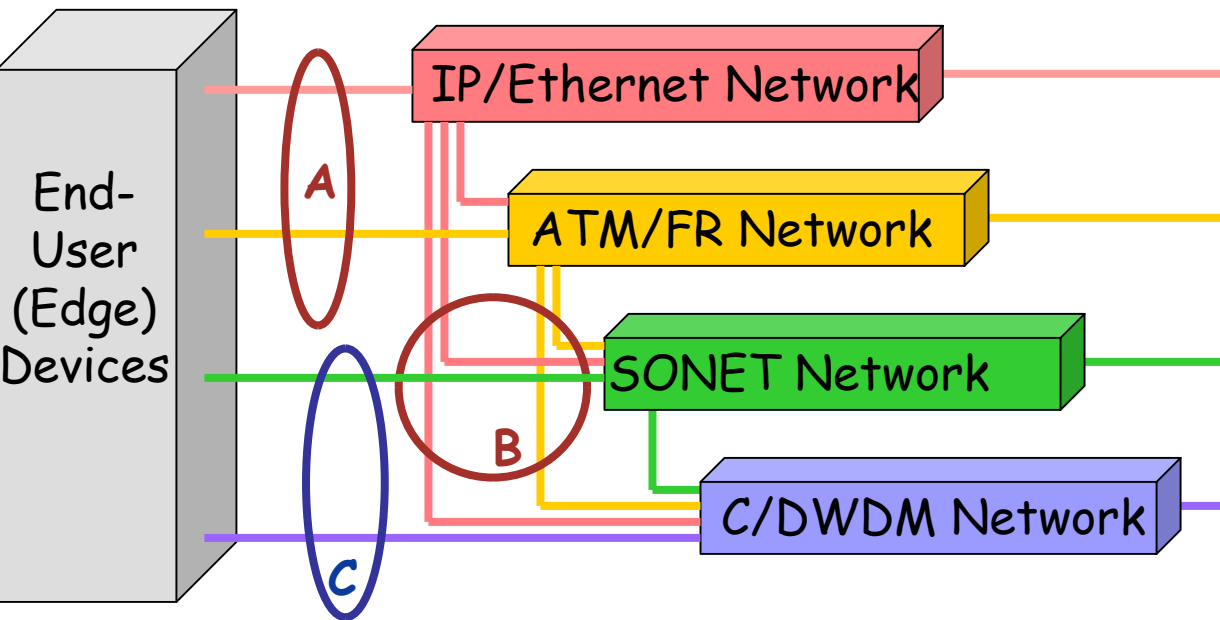 End-
User
(Edge)
Devices
A
B
C
IP/Ethernet Network
ATM/FR Network
SONET Network
C/DWDM Network